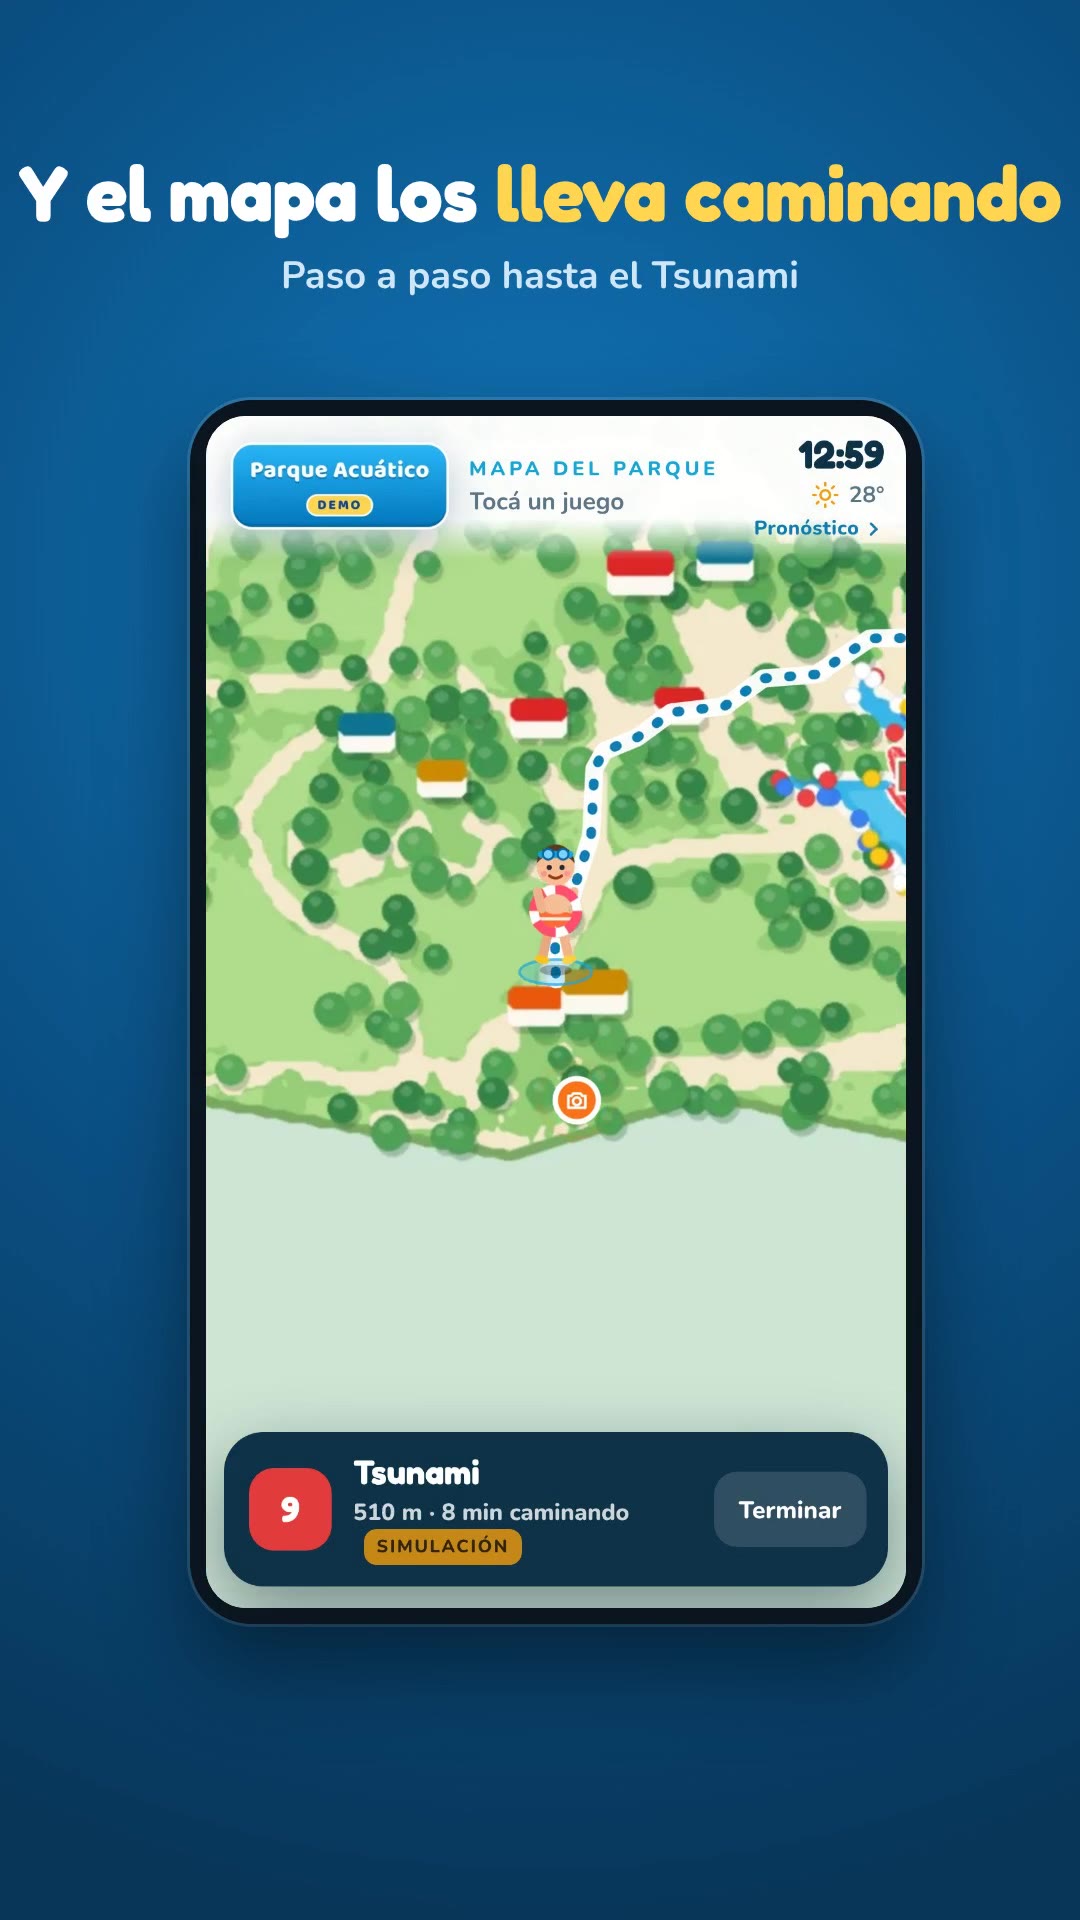 Y el mapa los lleva caminando
Paso a paso hasta el Tsunami
Parque Acuático
DEMO
MAPA DEL PARQUE
Tocá un juego
12:59
28°
Pronóstico
9
Tsunami
510 m · 8 min caminando
SIMULACIÓN
Terminar